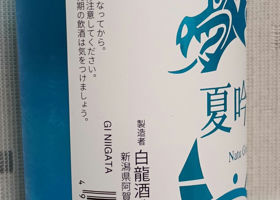 なってから。
注意してください。
期の飲酒は気をつけましょう。
GI NIIGATA
製造者
白龍酒
新潟県阿賀
夏吟
Natu G
4